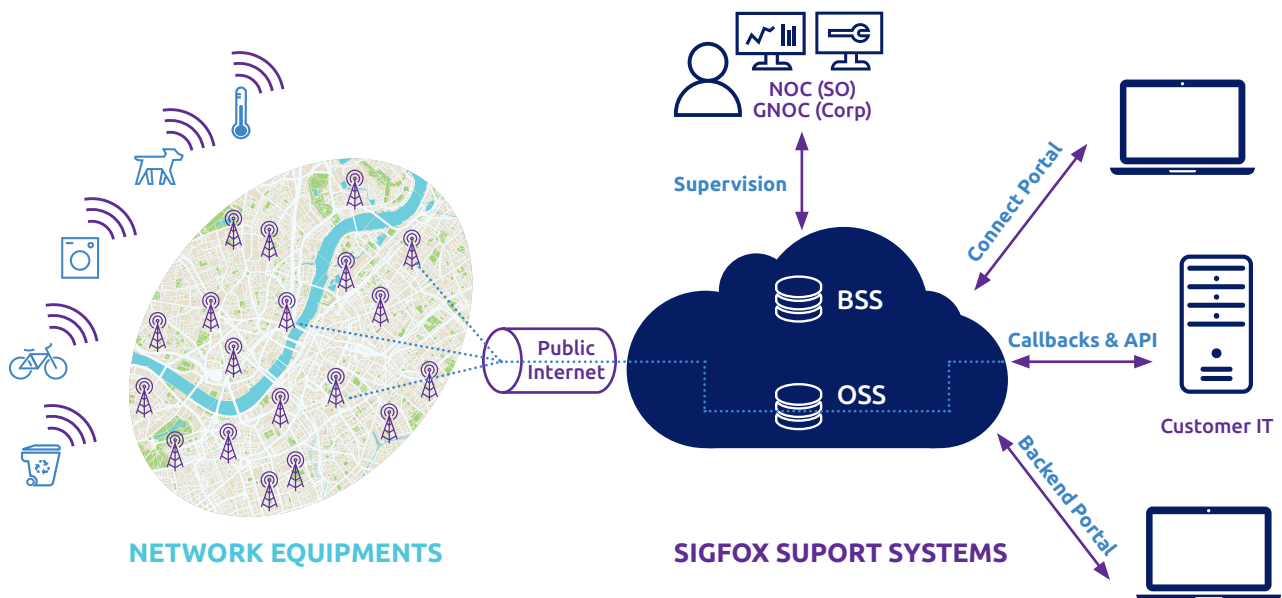 NOC (SO)
GNOC (Corp)
Supervision
Connect Portal
BSS
Public
Internet
Callbacks & API
OSS
Customer IT
Backend Portal
NETWORK EQUIPMENTS
SIGFOX SUPORT SYSTEMS